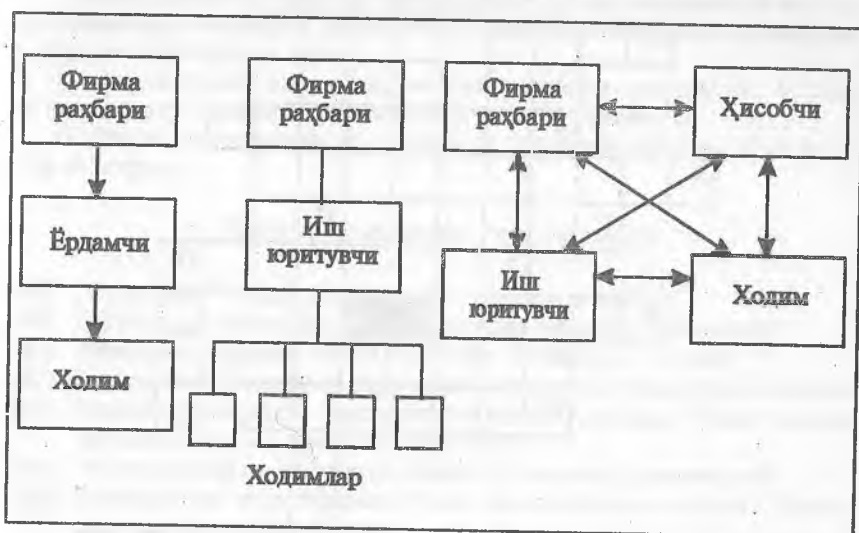 Фирма
раҳбари
Ёрдамчи
Ходим
Фирма
раҳбари
Иш
юритувчи
Ходимлар
Фирма
раҳбари
Ҳисобчи
Иш
юритувчи
Ходим